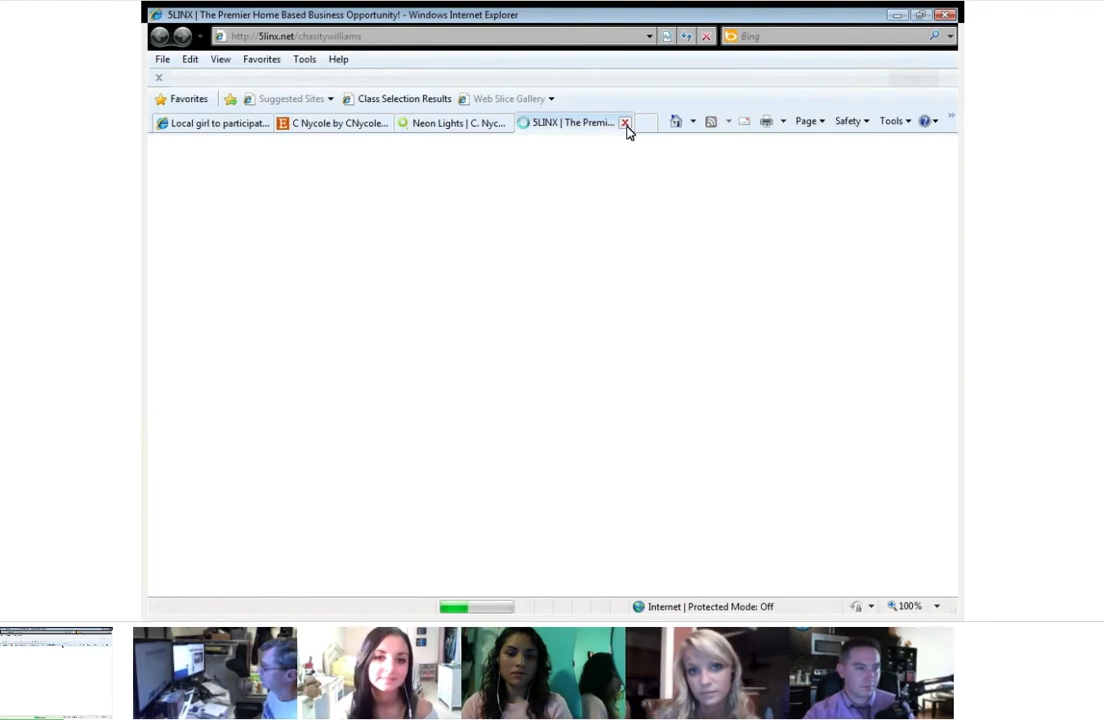 5LINX | The Premier Home Based Business Opportunity! - Windows Internet Explorer
http://5linx.net/chasitywilliams
Bing
File Edit View Favorites Tools Help
x
Favorites Suggested Sites Class Selection Results Web Slice Gallery
Local girl to participat... C Nycole by CNycole... Neon Lights | C. Nyc... 5LINX | The Premi... Page Safety Tools
Internet | Protected Mode: Off 100%